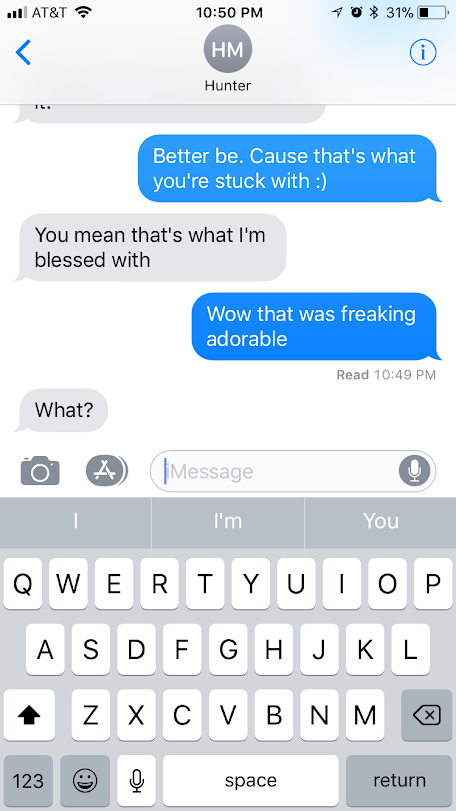 AT&T 10:50 PM 31%
HM
Hunter
it.
Better be. Cause that's what
you're stuck with :)
You mean that's what I'm
blessed with
Wow that was freaking
adorable
Read 10:49 PM
What?
iMessage
I I'm You
Q W E R T Y U I O P
A S D F G H J K L
Z X C V B N M
123 space return